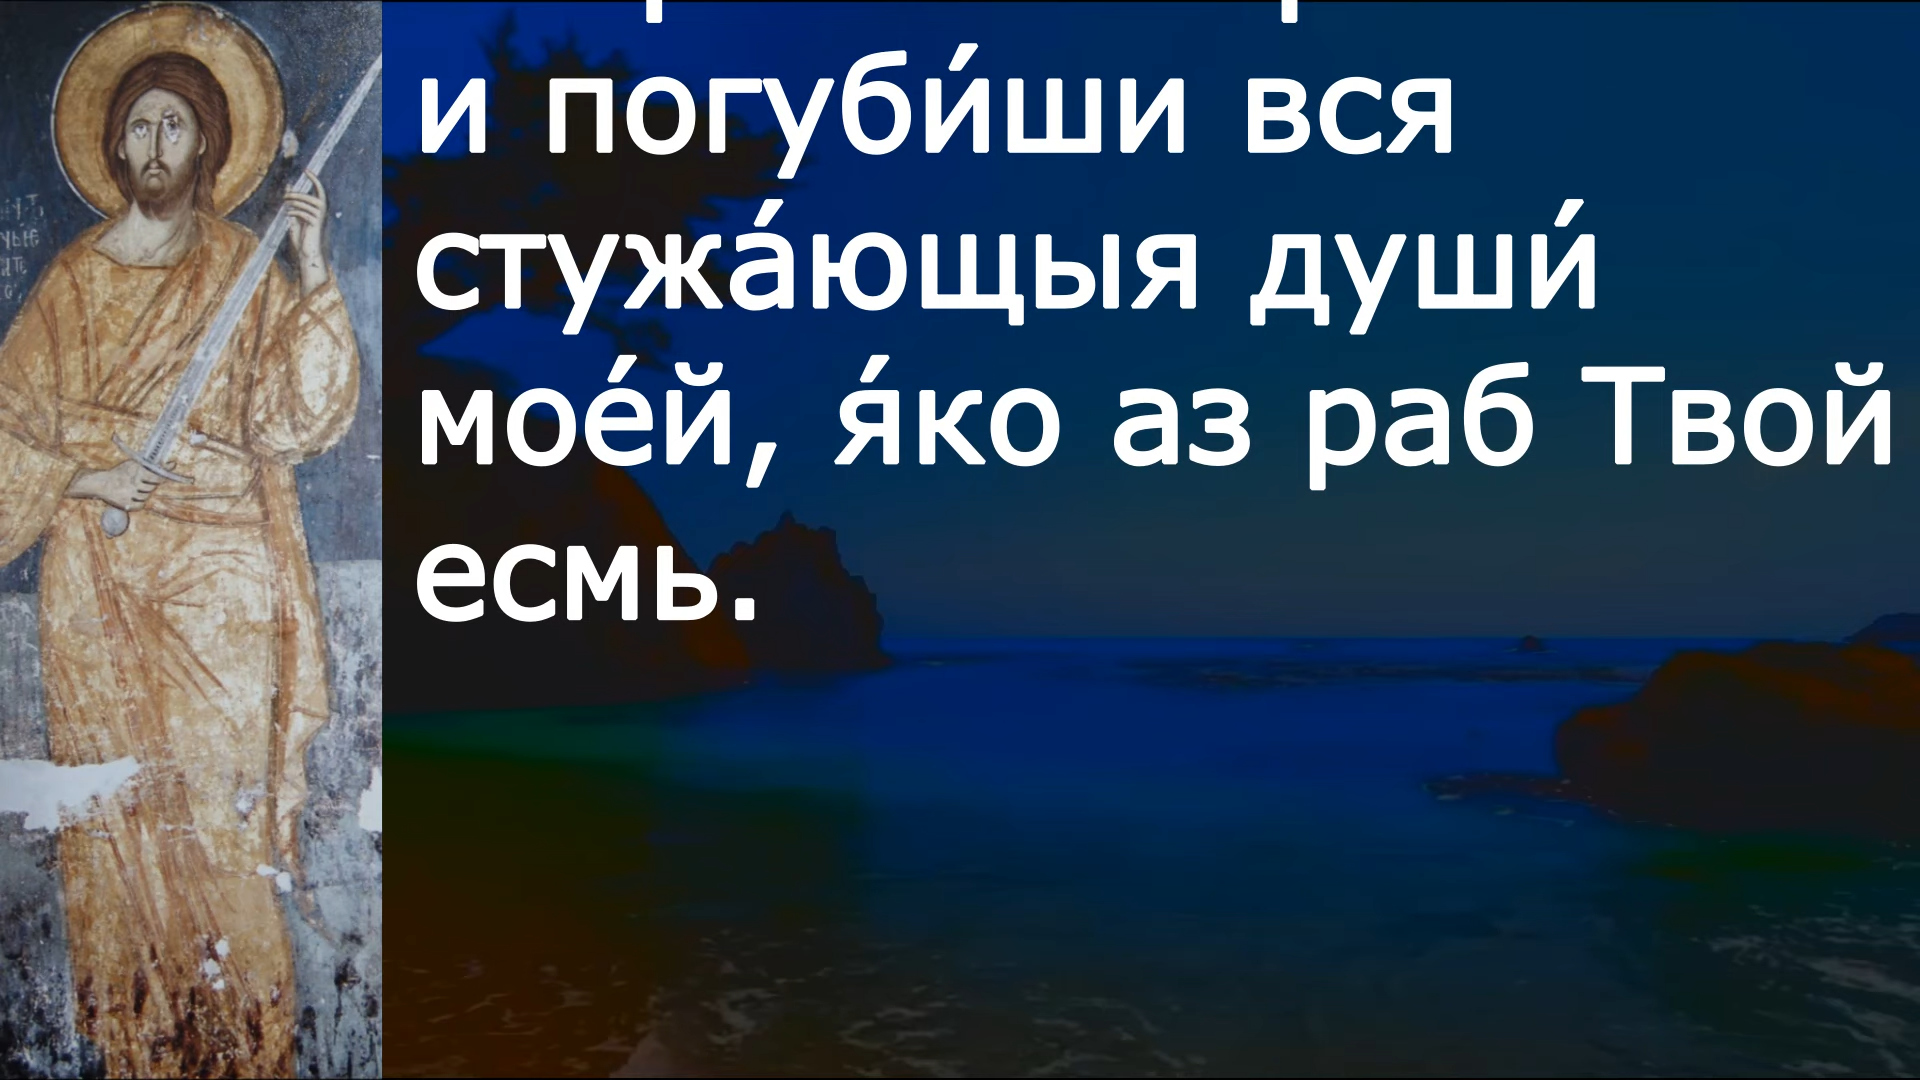 и погуби́ши вся
стужа́ющыя души́
мое́й, я́ко аз раб Твой
есмь.